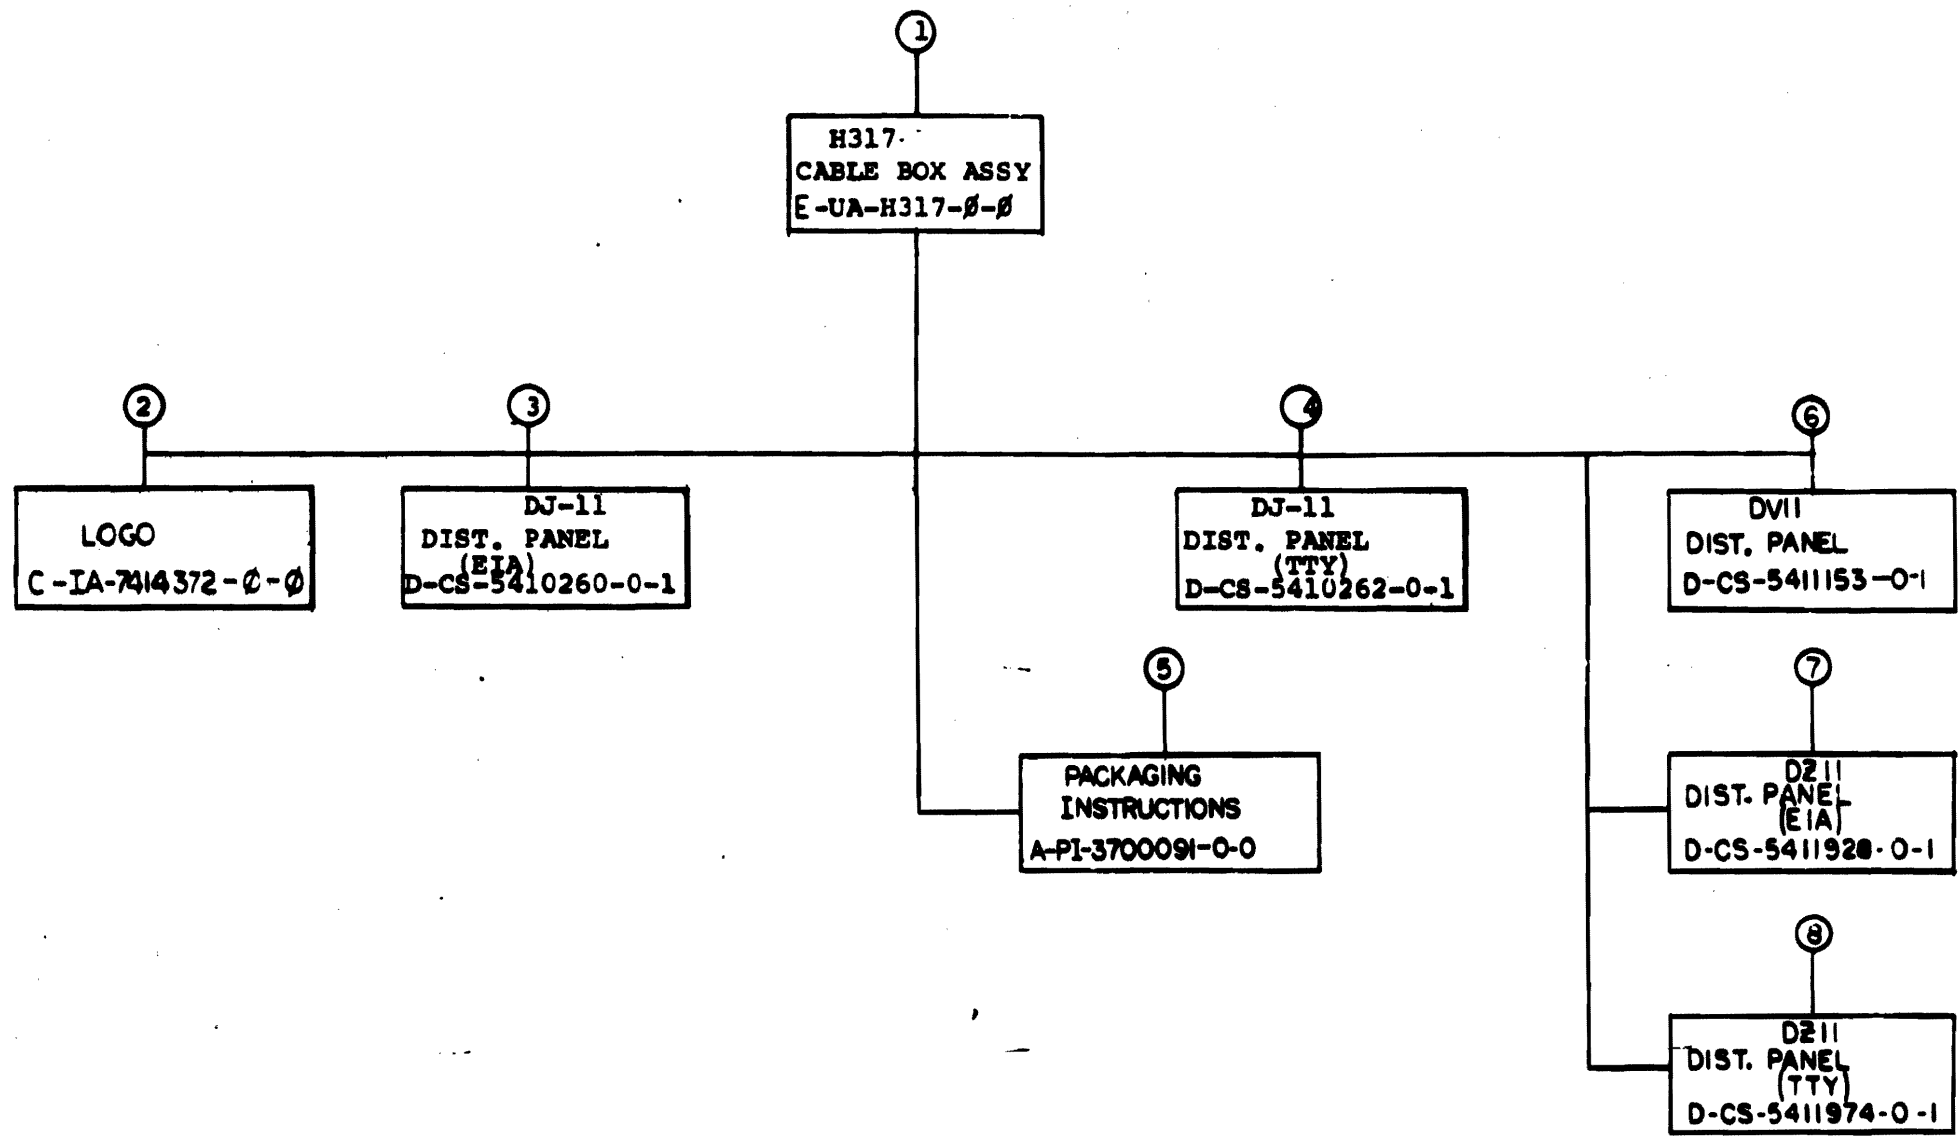 1
H317
CABLE BOX ASSY
E-UA-H317-Ø-Ø
2
LOGO
C-IA-7414372-Ø-Ø
3
DJ-11
DIST. PANEL
(EIA)
D-CS-5410260-0-1
4
DJ-11
DIST. PANEL
(TTY)
D-CS-5410262-0-1
6
DV11
DIST. PANEL
D-CS-5411153-0-1
5
PACKAGING
INSTRUCTIONS
A-PI-3700091-0-0
7
DZ11
DIST. PANEL
(EIA)
D-CS-5411928-0-1
8
DZ11
DIST. PANEL
(TTY)
D-CS-5411974-0-1